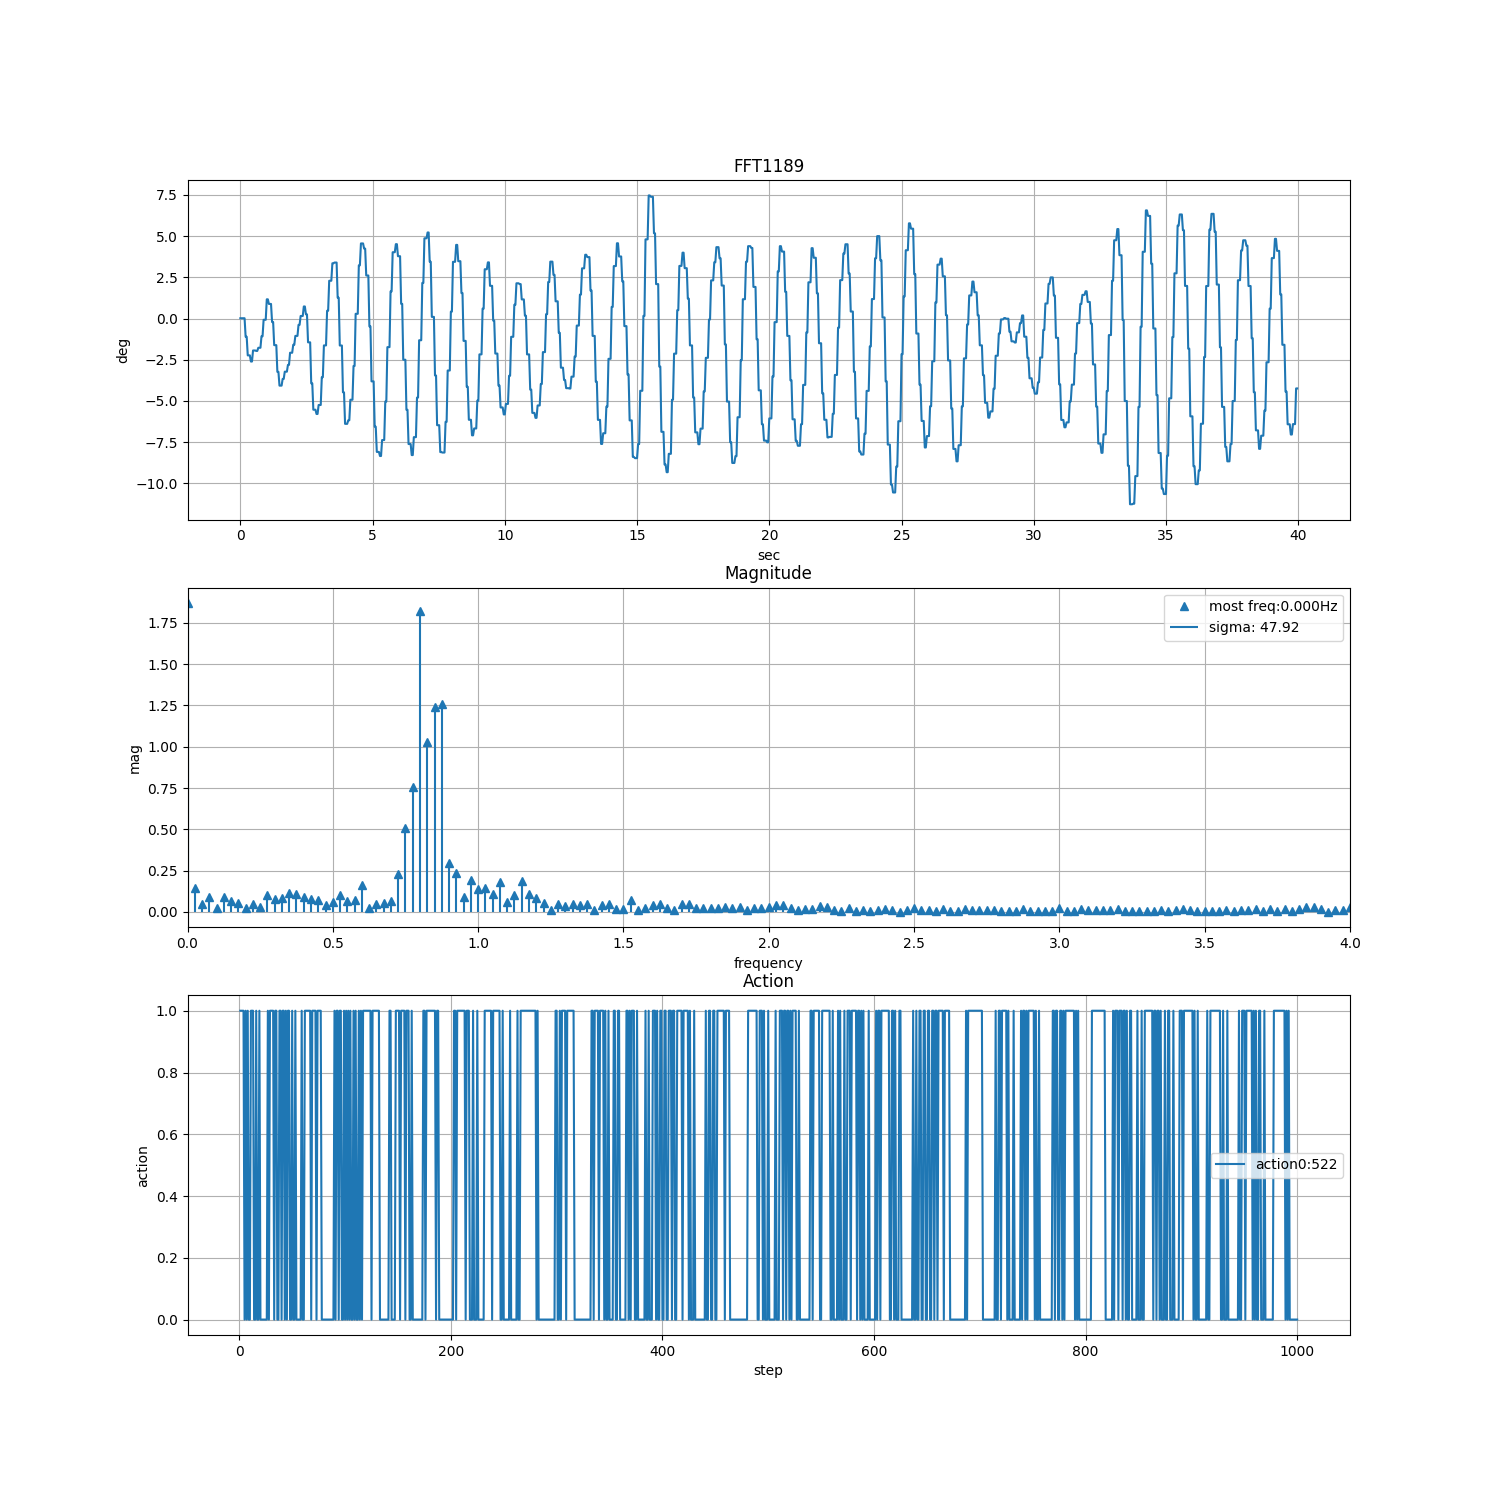 FFT1189
7.5
5.0
2.5
0.0
−2.5
−5.0
−7.5
−10.0
deg
0 5 10 15 20 25 30 35 40
sec
Magnitude
most freq:0.000Hz
sigma: 47.92
1.75
1.50
1.25
1.00
0.75
0.50
0.25
0.00
mag
0.0 0.5 1.0 1.5 2.0 2.5 3.0 3.5 4.0
frequency
Action
1.0
0.8
0.6
0.4
0.2
0.0
action
action0:522
0 200 400 600 800 1000
step